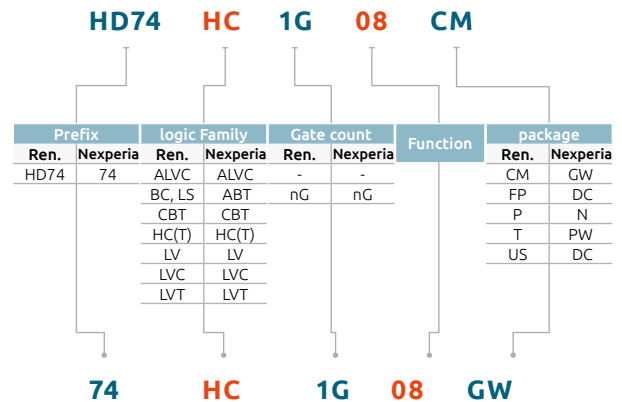 HD74 HC 1G 08 CM
Prefix logic Family Gate count Function package
Ren. Nexperia Ren. Nexperia Ren. Nexperia Ren. Nexperia
HD74 74 ALVC ALVC - - CM GW
BC, LS ABT nG nG FP DC
CBT CBT P N
HC(T) HC(T) T PW
LV LV US DC
LVC LVC
LVT LVT
74 HC 1G 08 GW